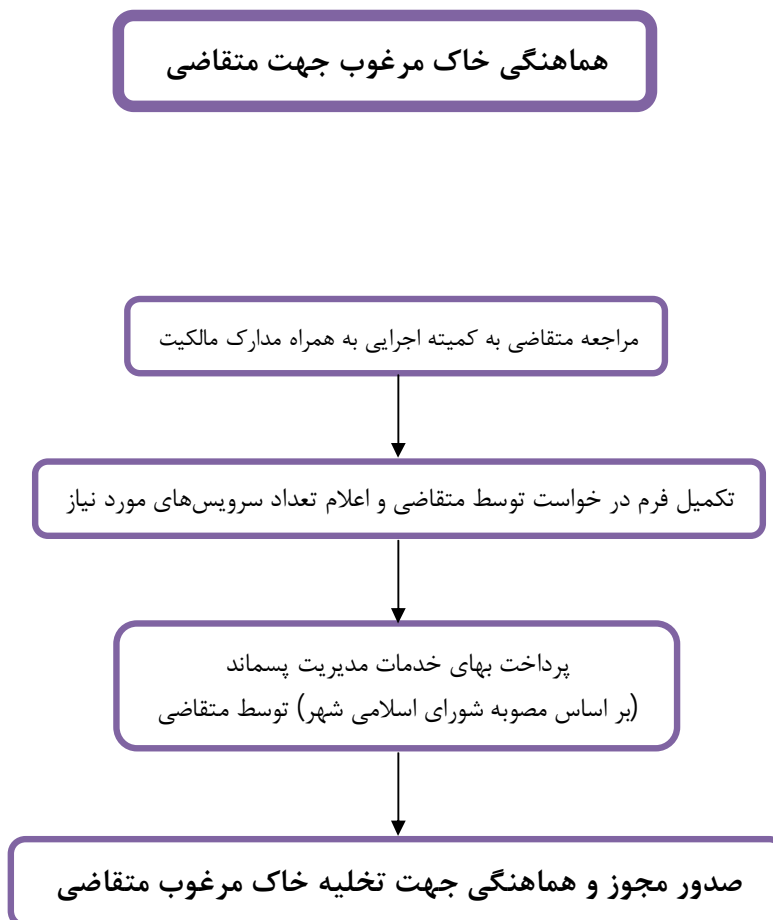 هماهنگی خاک مرغوب جهت متقاضی
مراجعه متقاضی به کمیته اجرایی به همراه مدارک مالکیت
تکمیل فرم در خواست توسط متقاضی و اعلام تعداد سرویس‌های مورد نیاز
پرداخت بهای خدمات مدیریت پسماند
(بر اساس مصوبه شورای اسلامی شهر) توسط متقاضی
صدور مجوز و هماهنگی جهت تخلیه خاک مرغوب متقاضی